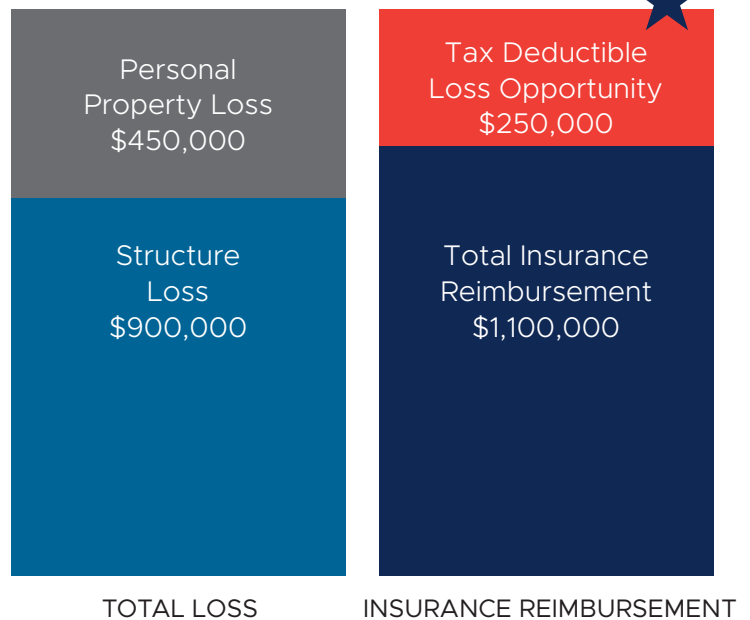 Personal
Property Loss
$450,000
Structure
Loss
$900,000
TOTAL LOSS
Tax Deductible
Loss Opportunity
$250,000
Total Insurance
Reimbursement
$1,100,000
INSURANCE REIMBURSEMENT